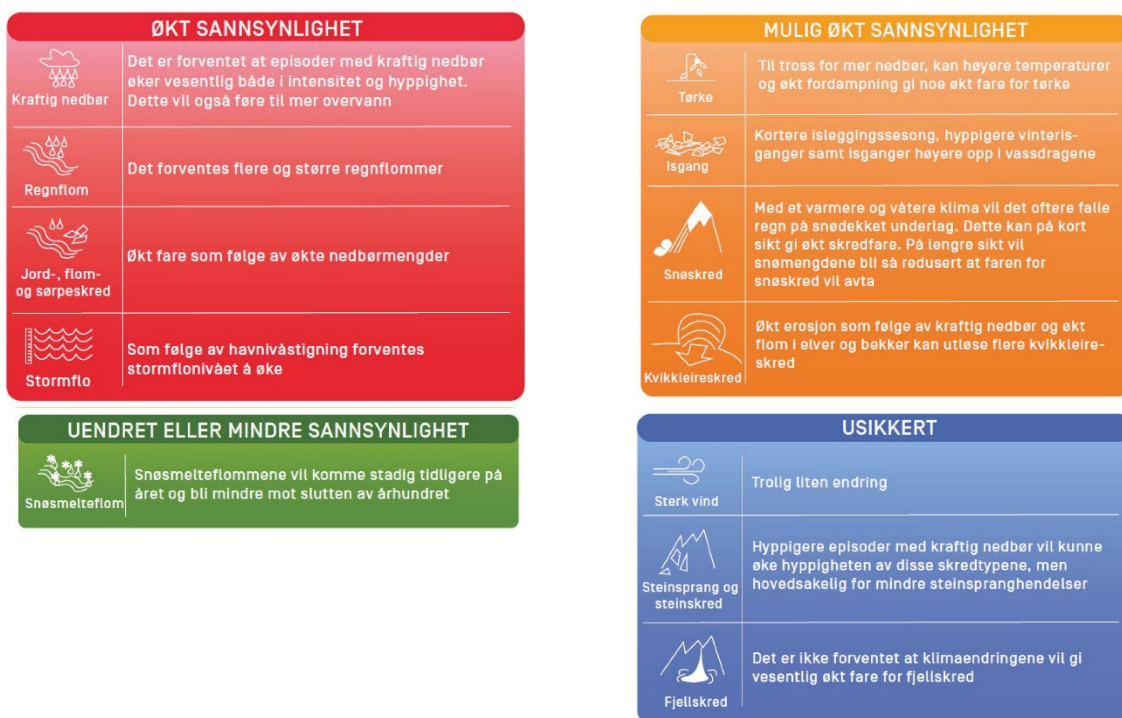 ØKT SANNSYNLIGHET
Kraftig nedbør
Det er forventet at episoder med kraftig nedbør
øker vesentlig både i intensitet og hyppighet.
Dette vil også føre til mer overvann
Regnflom
Det forventes flere og større regnflommer
Jord-, flom-
og sørpeskred
Økt fare som følge av økte nedbørmengder
Stormflo
Som følge av havnivåstigning forventes
stormflonivået å øke
UENDRET ELLER MINDRE SANNSYNLIGHET
Snøsmelteflom
Snøsmelteflommene vil komme stadig tidligere på
året og bli mindre mot slutten av århundret
MULIG ØKT SANNSYNLIGHET
Tørke
Til tross for mer nedbør, kan høyere temperaturer
og økt fordampning gi noe økt fare for tørke
Isgang
Kortere isleggingssesong, hyppigere vinteris-
ganger samt isganger høyere opp i vassdragene
Snøskred
Med et varmere og våtere klima vil det oftere falle
regn på snødekket underlag. Dette kan på kort
sikt gi økt skredfare. På lengre sikt vil
snømengdene bli så redusert at faren for
snøskred vil avta
Kvikkleireskred
Økt erosjon som følge av kraftig nedbør og økt
flom i elver og bekker kan utløse flere kvikkleire-
skred
USIKKERT
Sterk vind
Trolig liten endring
Steinsprang og
steinskred
Hyppigere episoder med kraftig nedbør vil kunne
øke hyppigheten av disse skredtypene, men
hovedsakelig for mindre steinspranghendelser
Fjellskred
Det er ikke forventet at klimaendringene vil gi
vesentlig økt fare for fjellskred